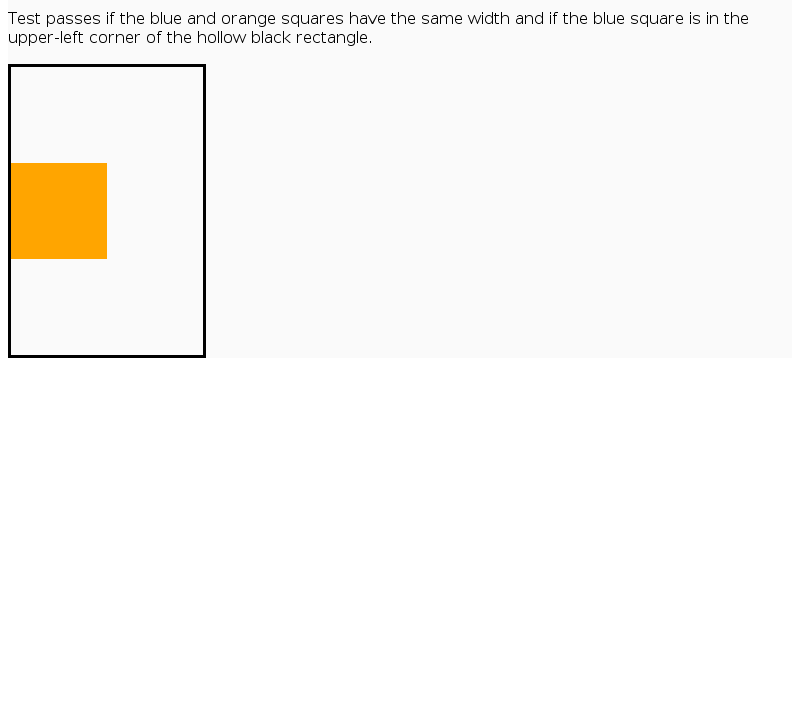 Test passes if the blue and orange squares have the same width and if the blue square is in the
upper-left corner of the hollow black rectangle.